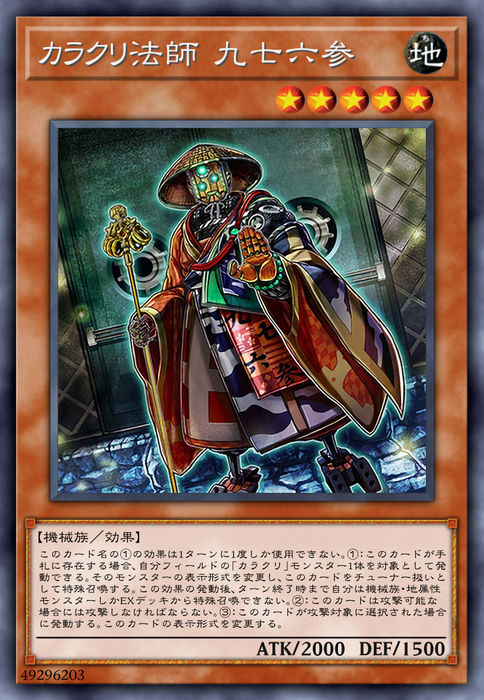 カラクリ法師 九七六参
ち
地
九七六参
【機械族／効果】
このカード名の①の効果は1ターンに1度しか使用できない。①：このカードが手
札に存在する場合、自分フィールドの「カラクリ」モンスター1体を対象として発
動できる。そのモンスターの表示形式を変更し、このカードをチューナー扱いと
して特殊召喚する。この効果の発動後、ターン終了時まで自分は機械族・地属性
モンスターしかEXデッキから特殊召喚できない。②：このカードは攻撃可能な
場合には攻撃しなければならない。③：このカードが攻撃対象に選択された場合
に発動する。このカードの表示形式を変更する。
ATK/2000 DEF/1500
49296203